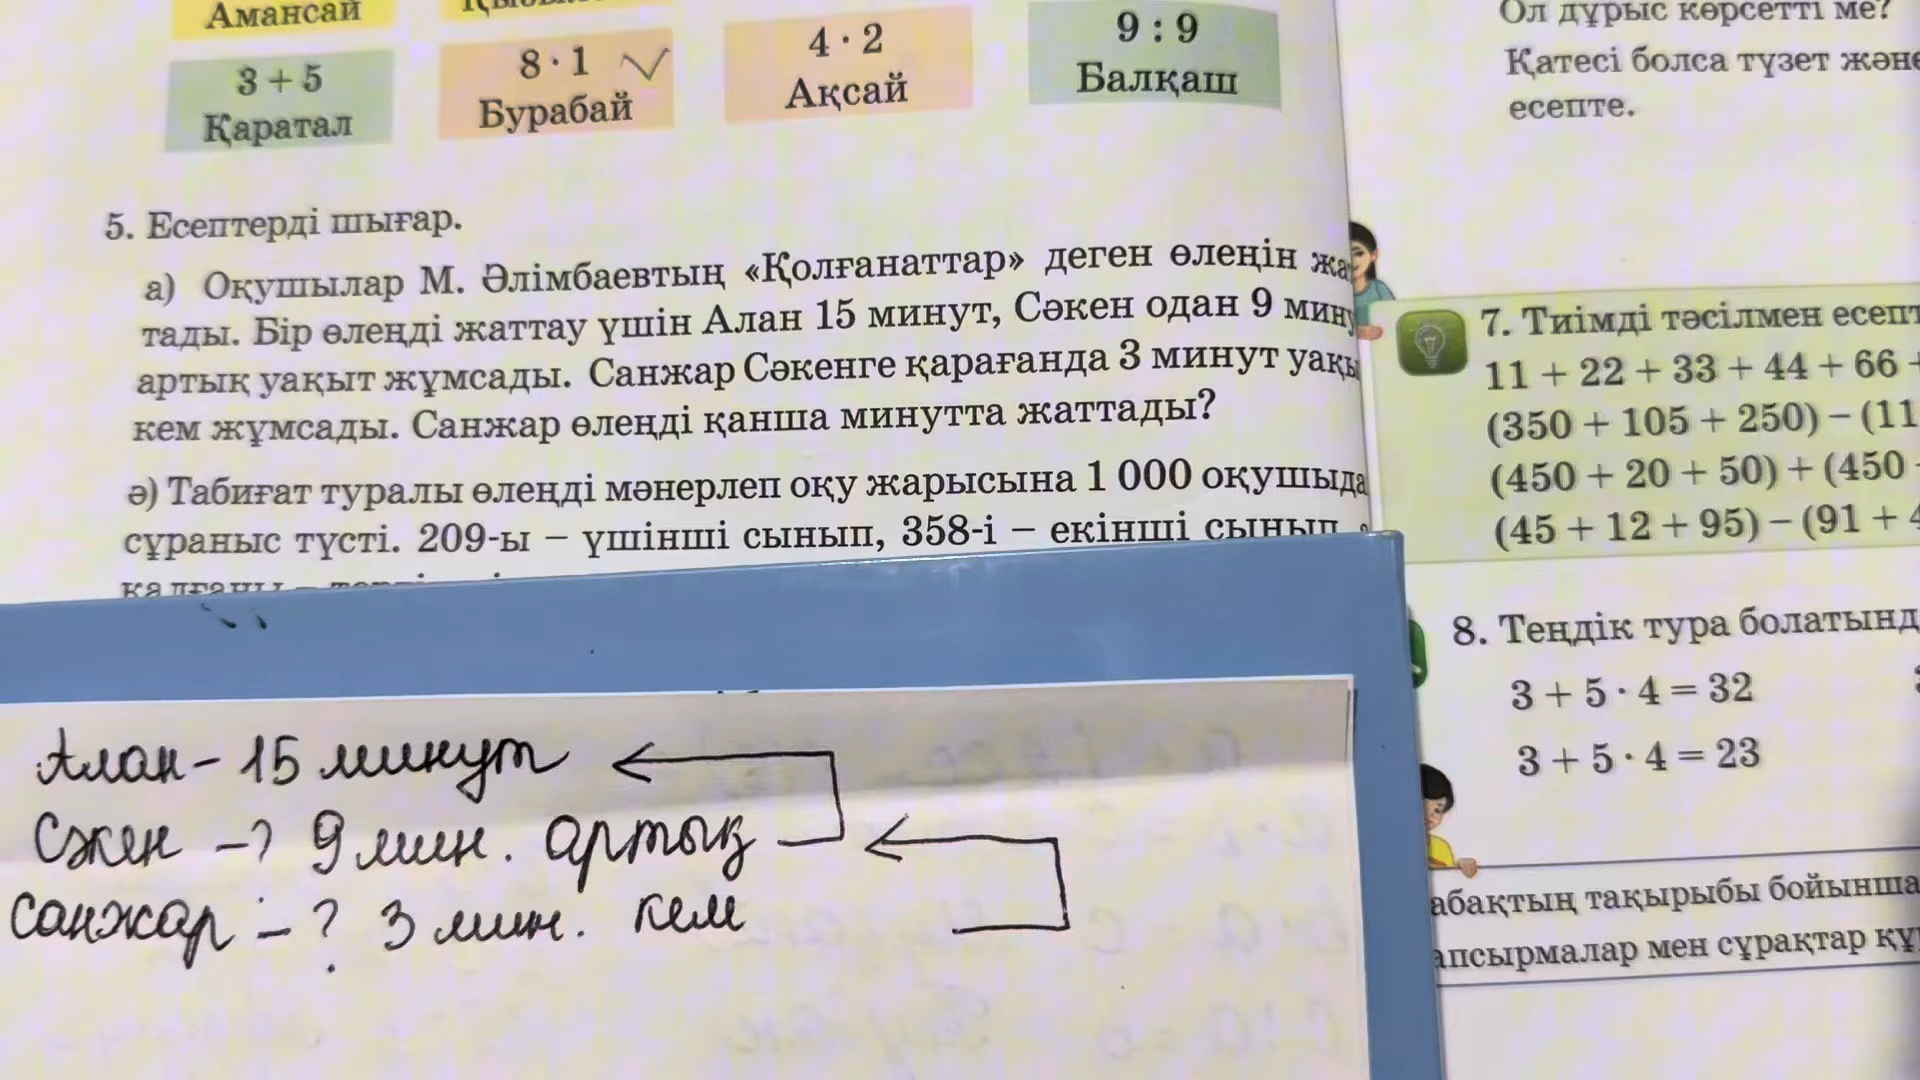 Амансай
3 + 5
Қаратал
8 · 1
Бурабай
4 · 2
Ақсай
9 : 9
Балқаш
5. Есептерді шығар.
а) Оқушылар М. Әлімбаевтың «Қолғанаттар» деген өлеңін
тады. Бір өлеңді жаттау үшін Алан 15 минут, Сәкен одан 9
артық уақыт жұмсады. Санжар Сәкенге қарағанда 3 минут
кем жұмсады. Санжар өлеңді қанша минутта жаттады?
ә) Табиғат туралы өлеңді мәнерлеп оқу жарысына 1 000
сұраныс түсті. 209-ы – үшінші сынып, 358-і – екінші сынып
Алан - 15 минут
Сәкен - ? 9 мин. артық
Санжар - ? 3 мин. кем
Ол дұрыс көрсетті ме?
Қатесі болса түзет және
есепте.
7. Тиімді тәсілмен
11 + 22 + 33 + 44 + 66 +
(350 + 105 + 250) – (11
(450 + 20 + 50) + (450
(45 + 12 + 95) – (91 + 4
8. Теңдік тура
3 + 5 · 4 = 32
3 + 5 · 4 = 23
абақтың тақырыбы бойынша
апсырмалар мен сұрақтар